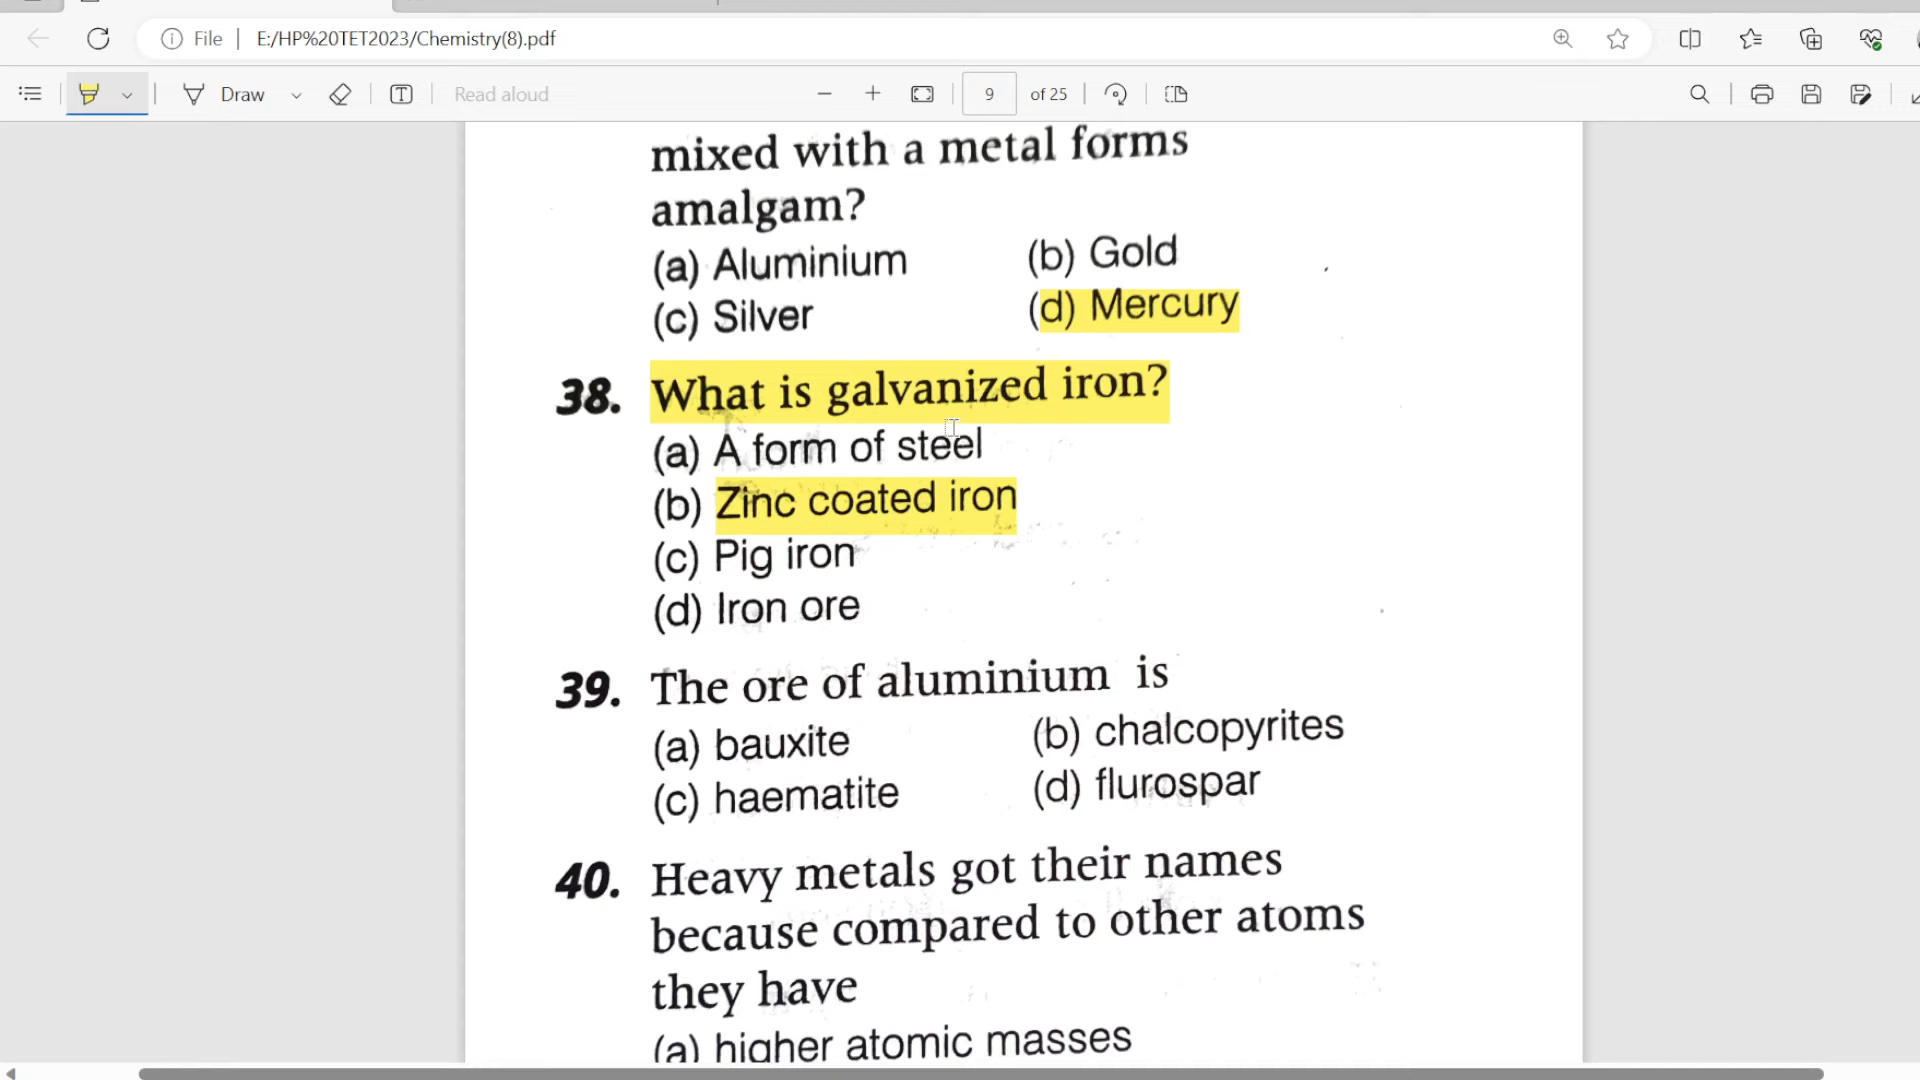 File
E:/HP%20TET2023/Chemistry(8).pdf
Draw
Read aloud
9
of 25
mixed with a metal forms
amalgam?
(a) Aluminium (b) Gold
(c) Silver (d) Mercury
38. What is galvanized iron?
(a) A form of steel
(b) Zinc coated iron
(c) Pig iron
(d) Iron ore
39. The ore of aluminium is
(a) bauxite (b) chalcopyrites
(c) haematite (d) flurospar
40. Heavy metals got their names
because compared to other atoms
they have
(a) higher atomic masses